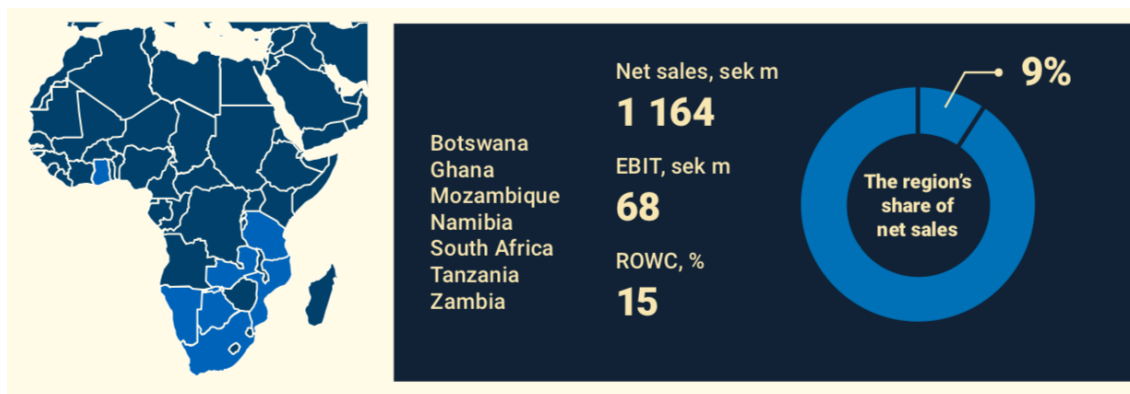 Botswana
Ghana
Mozambique
Namibia
South Africa
Tanzania
Zambia
Net sales, sek m
1 164
EBIT, sek m
68
ROWC, %
15
9%
The region’s
share of
net sales